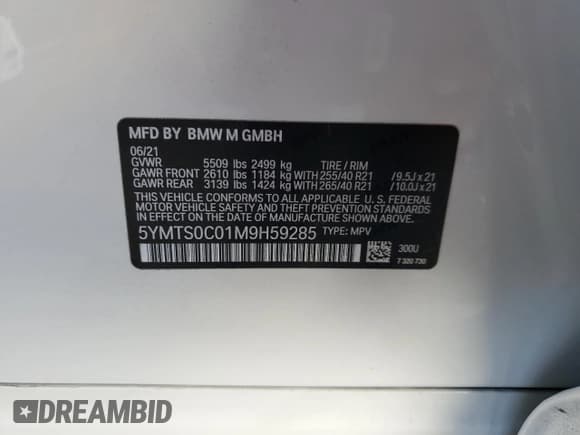 MFD BY BMW M GMBH
06/21
GVWR 5509 lbs 2499 kg TIRE / RIM
GAWR FRONT 2610 lbs 1184 kg WITH 255/40 R21 / 9.5J x 21
GAWR REAR 3139 lbs 1424 kg WITH 265/40 R21 / 10.0J x 21
THIS VEHICLE CONFORMS TO ALL APPLICABLE U. S. FEDERAL
MOTOR VEHICLE SAFETY AND THEFT PREVENTION STANDARDS
IN EFFECT ON THE DATE OF MANUFACTURE SHOWN ABOVE.
5YMTS0C01M9H59285 TYPE: MPV
300U
7 320 730
DREAMBID